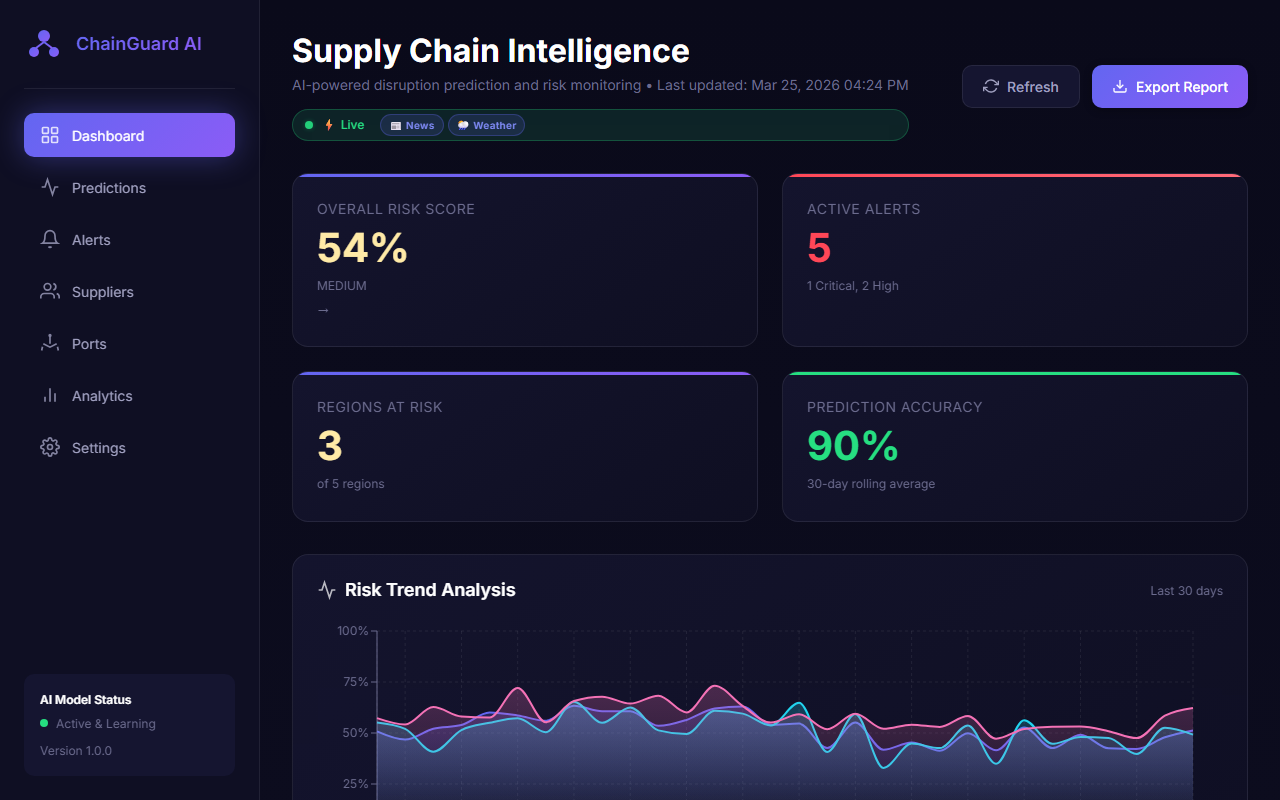 ChainGuard AI
Dashboard
Predictions
Alerts
Suppliers
Ports
Analytics
Settings
AI Model Status
Active & Learning
Version 1.0.0
Supply Chain Intelligence
AI-powered disruption prediction and risk monitoring • Last updated: Mar 25, 2026 04:24 PM
Live News Weather
Refresh
Export Report
OVERALL RISK SCORE
54%
MEDIUM
→
ACTIVE ALERTS
5
1 Critical, 2 High
REGIONS AT RISK
3
of 5 regions
PREDICTION ACCURACY
90%
30-day rolling average
Risk Trend Analysis
Last 30 days
100%
75%
50%
25%